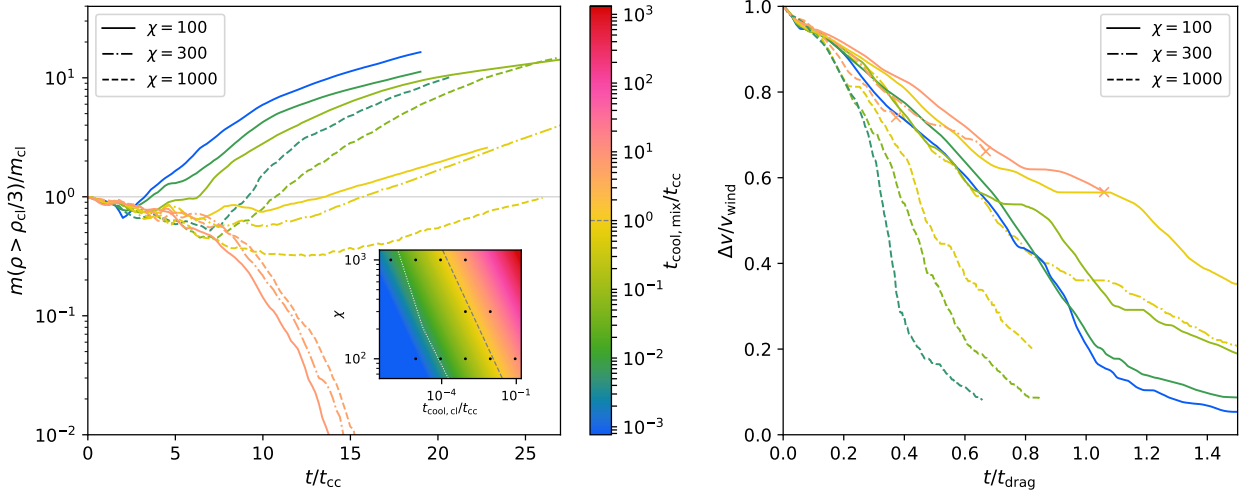 χ = 100
χ = 300
χ = 1000
10¹
10⁰
10⁻¹
10⁻²
m(ρ > ρcl/3)/mcl
0
5
10
15
20
25
t/tcc
10³
10²
χ
10⁻⁴
10⁻¹
tcool,cl/tcc
10³
10²
10¹
10⁰
10⁻¹
10⁻²
10⁻³
tcool,mix/tcc
χ = 100
χ = 300
χ = 1000
1.0
0.8
0.6
0.4
0.2
0.0
Δv/vwind
0.0
0.2
0.4
0.6
0.8
1.0
1.2
1.4
t/tdrag